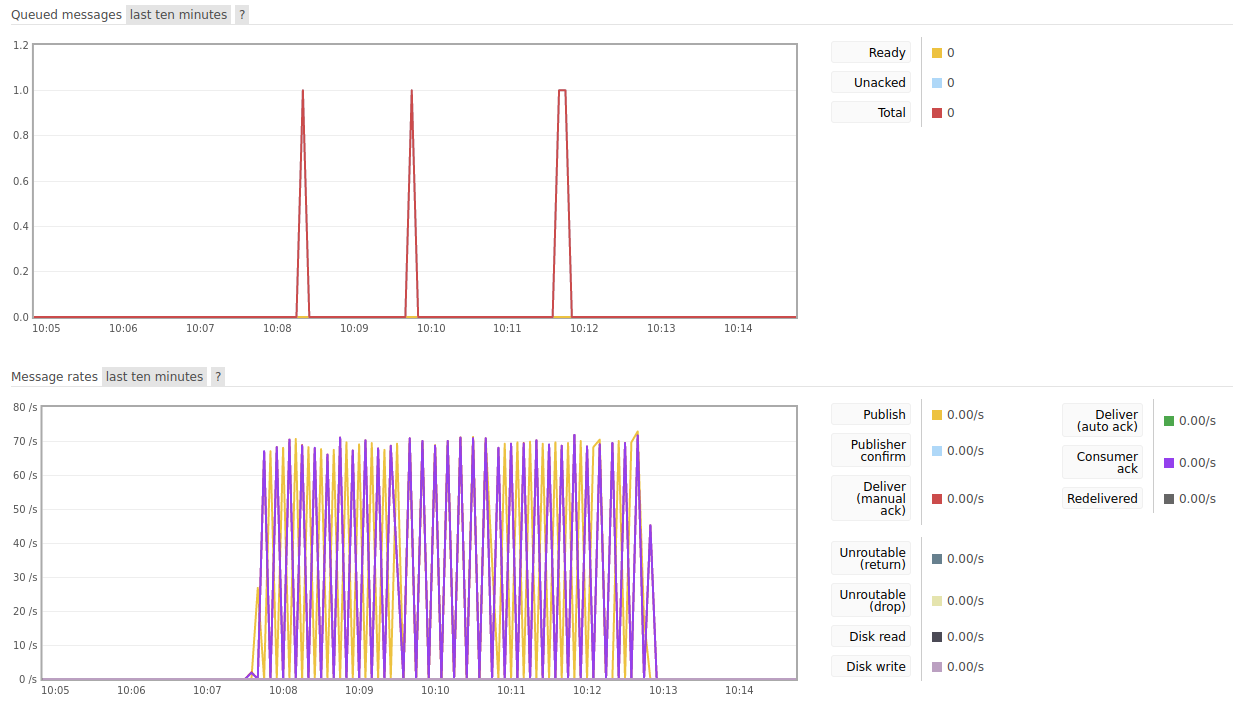 Queued messages last ten minutes ?
1.2
1.0
0.8
0.6
0.4
0.2
0.0
10:05 10:06 10:07 10:08 10:09 10:10 10:11 10:12 10:13 10:14
Ready 0
Unacked 0
Total 0
Message rates last ten minutes ?
80 /s
70 /s
60 /s
50 /s
40 /s
30 /s
20 /s
10 /s
0 /s
10:05 10:06 10:07 10:08 10:09 10:10 10:11 10:12 10:13 10:14
Publish 0.00/s
Publisher
confirm 0.00/s
Deliver
(manual
ack) 0.00/s
Deliver
(auto ack) 0.00/s
Consumer
ack 0.00/s
Redelivered 0.00/s
Unroutable
(return) 0.00/s
Unroutable
(drop) 0.00/s
Disk read 0.00/s
Disk write 0.00/s